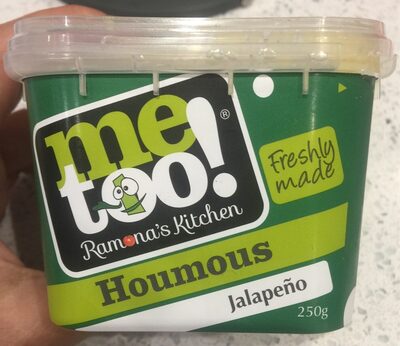 me
too!®
Ramona's Kitchen
Freshly
made
Houmous
Jalapeño
250g